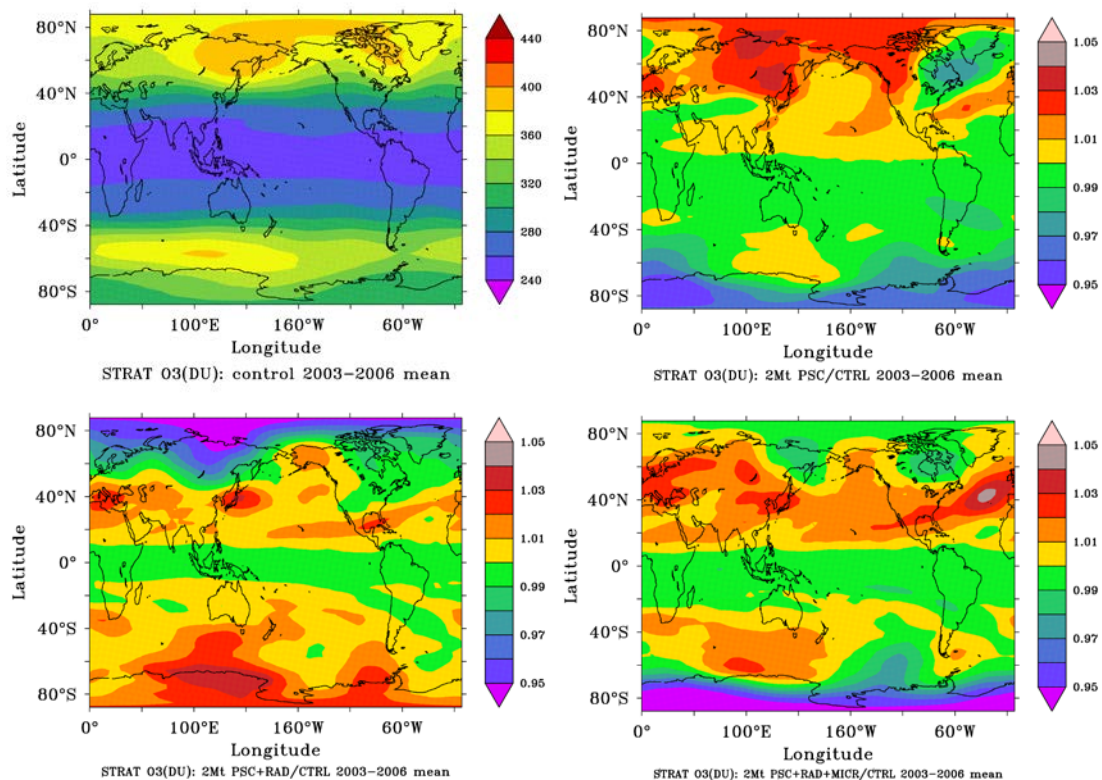 80°N
40°N
0°
40°S
80°S
Latitude
0° 100°E 160°W 60°W
Longitude
440
400
360
320
280
240
STRAT O3(DU): control 2003−2006 mean
80°N
40°N
0°
40°S
80°S
Latitude
0° 100°E 160°W 60°W
Longitude
1.05
1.03
1.01
0.99
0.97
0.95
STRAT O3(DU): 2Mt PSC/CTRL 2003−2006 mean
80°N
40°N
0°
40°S
80°S
Latitude
0° 100°E 160°W 60°W
Longitude
1.05
1.03
1.01
0.99
0.97
0.95
STRAT O3(DU): 2Mt PSC+RAD/CTRL 2003−2006 mean
80°N
40°N
0°
40°S
80°S
Latitude
0° 100°E 160°W 60°W
Longitude
1.05
1.03
1.01
0.99
0.97
0.95
STRAT O3(DU): 2Mt PSC+RAD+MICR/CTRL 2003−2006 mean